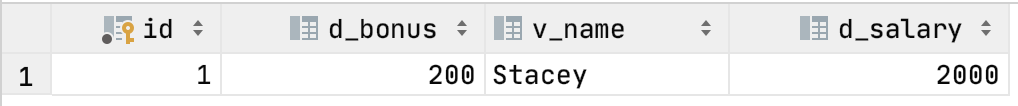 id d_bonus v_name d_salary
1 1 200 Stacey 2000